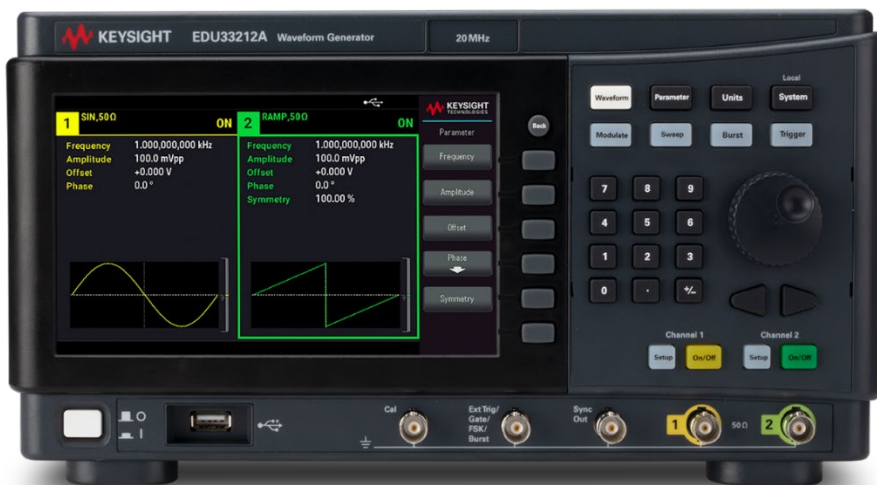 KEYSIGHT EDU33212A Waveform Generator 20 MHz
1 SIN,50Ω ON
Frequency 1.000,000,000 kHz
Amplitude 100.0 mVpp
Offset +0.000 V
Phase 0.0 °
2 RAMP,50Ω ON
Frequency 1.000,000,000 kHz
Amplitude 100.0 mVpp
Offset +0.000 V
Phase 0.0 °
Symmetry 100.00 %
KEYSIGHT
TECHNOLOGIES
Parameter
Frequency
Amplitude
Offset
Phase
Symmetry
Back
Local
Waveform Parameter Units System
Modulate Sweep Burst Trigger
7 8 9
4 5 6
1 2 3
0 . +/-
Channel 1 Channel 2
Setup On/Off Setup On/Off
Cal
Ext Trig/
Gate/
FSK/
Burst
Sync
Out
1 50 Ω 2